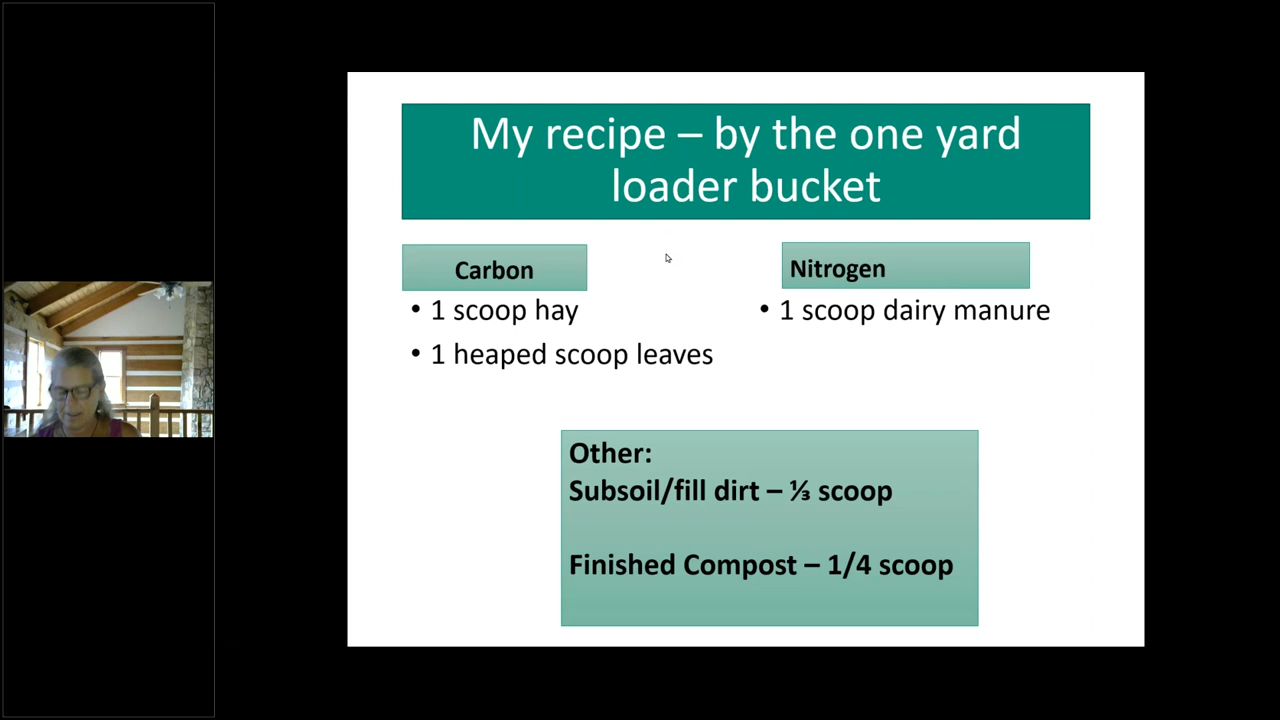 My recipe – by the one yard
loader bucket
Carbon
• 1 scoop hay
• 1 heaped scoop leaves
Nitrogen
• 1 scoop dairy manure
Other:
Subsoil/fill dirt – ⅓ scoop
Finished Compost – 1/4 scoop